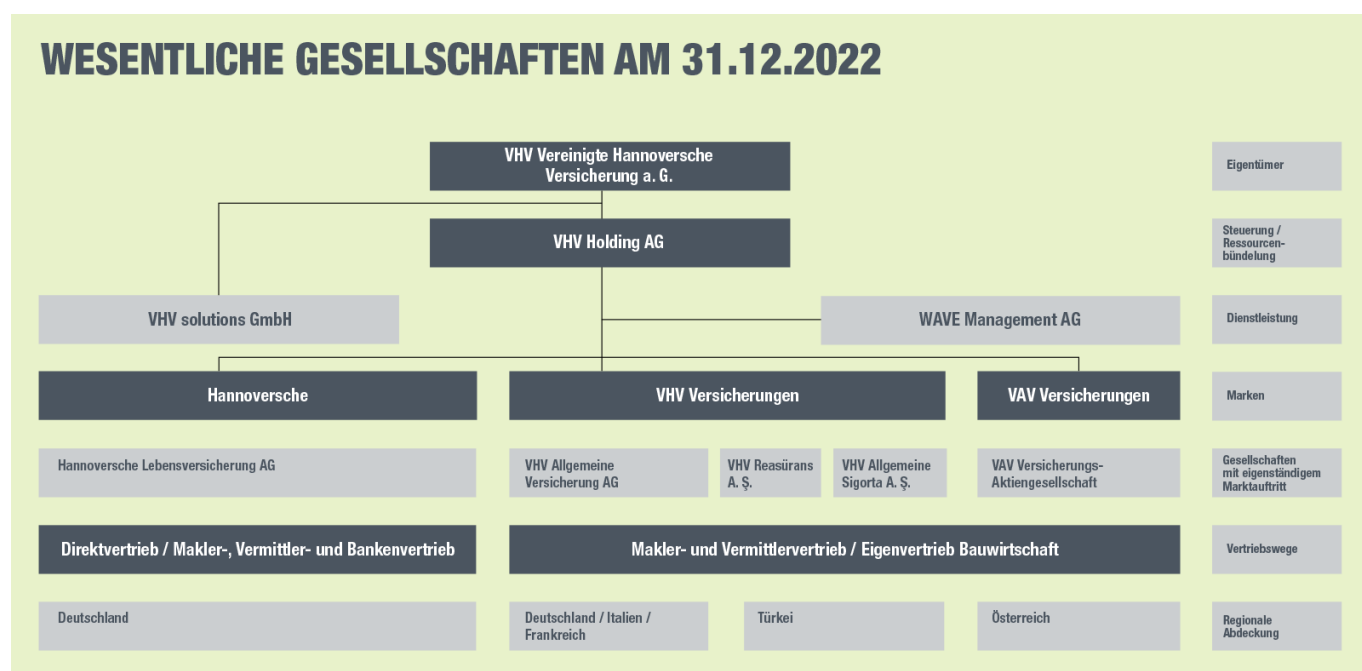 WESENTLICHE GESELLSCHAFTEN AM 31.12.2022
VHV Vereinigte Hannoversche
Versicherung a. G.
Eigentümer
VHV Holding AG
Steuerung /
Ressourcen-
bündelung
VHV solutions GmbH
WAVE Management AG
Dienstleistung
Hannoversche
VHV Versicherungen
VAV Versicherungen
Marken
Hannoversche Lebensversicherung AG
VHV Allgemeine
Versicherung AG
VHV Reasürans
A. Ş.
VHV Allgemeine
Sigorta A. Ş.
VAV Versicherungs-
Aktiengesellschaft
Gesellschaften
mit eigenständigem
Marktauftritt
Direktvertrieb / Makler-, Vermittler- und Bankenvertrieb
Makler- und Vermittlervertrieb / Eigenvertrieb Bauwirtschaft
Vertriebswege
Deutschland
Deutschland / Italien /
Frankreich
Türkei
Österreich
Regionale
Abdeckung